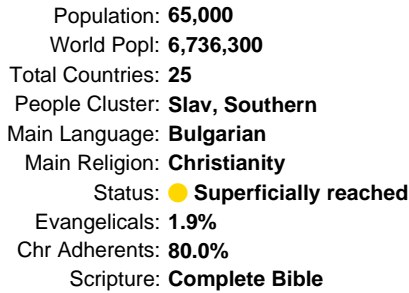 Population: 65,000
World Popl: 6,736,300
Total Countries: 25
People Cluster: Slav, Southern
Main Language: Bulgarian
Main Religion: Christianity
Status: Superficially reached
Evangelicals: 1.9%
Chr Adherents: 80.0%
Scripture: Complete Bible